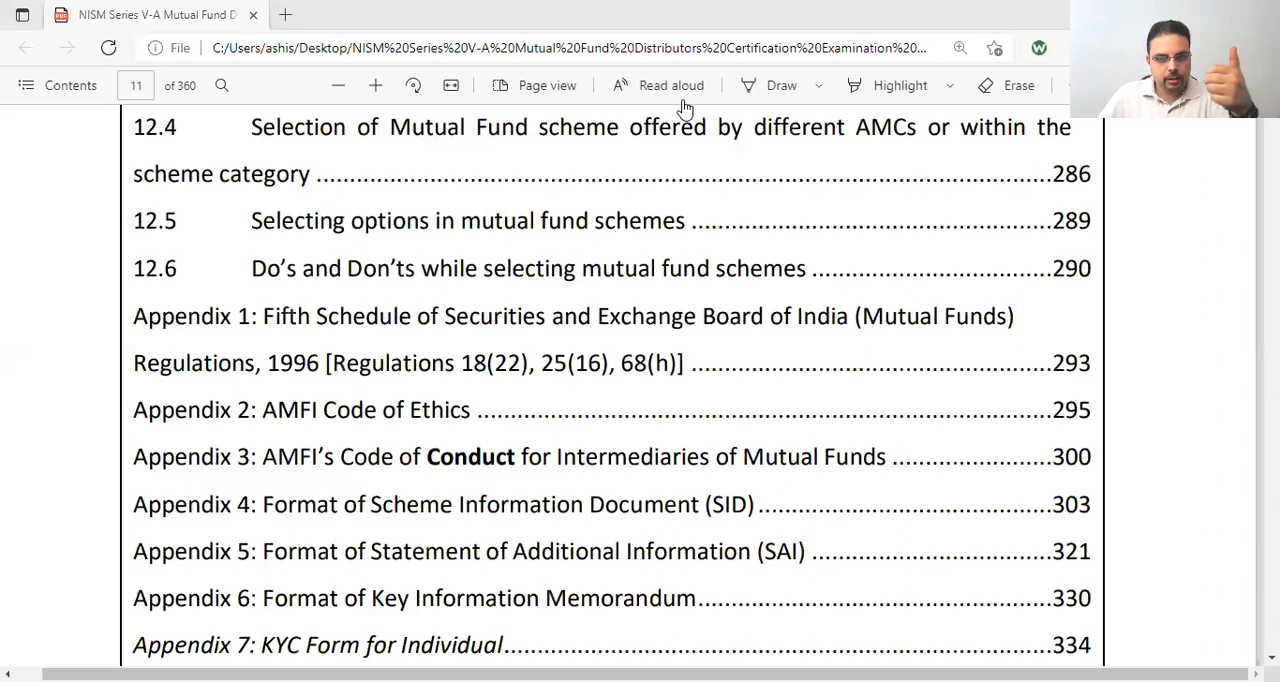 NISM Series V-A Mutual Fund D
File
C:/Users/ashis/Desktop/NISM%20Series%20V-A%20Mutual%20Fund%20Distributors%20Certification%20Examination%20...
Contents
11
of 360
Page view
Read aloud
Draw
Highlight
Erase
12.4 Selection of Mutual Fund scheme offered by different AMCs or within the
scheme category ........................................................................................................286
12.5 Selecting options in mutual fund schemes ....................................................289
12.6 Do's and Don'ts while selecting mutual fund schemes ........................................290
Appendix 1: Fifth Schedule of Securities and Exchange Board of India (Mutual Funds)
Regulations, 1996 [Regulations 18(22), 25(16), 68(h)] ....................................................293
Appendix 2: AMFI Code of Ethics ...................................................................................295
Appendix 3: AMFI's Code of Conduct for Intermediaries of Mutual Funds ............................300
Appendix 4: Format of Scheme Information Document (SID) ..............................................303
Appendix 5: Format of Statement of Additional Information (SAI) ........................................321
Appendix 6: Format of Key Information Memorandum........................................................330
Appendix 7: KYC Form for Individual................................................................................334